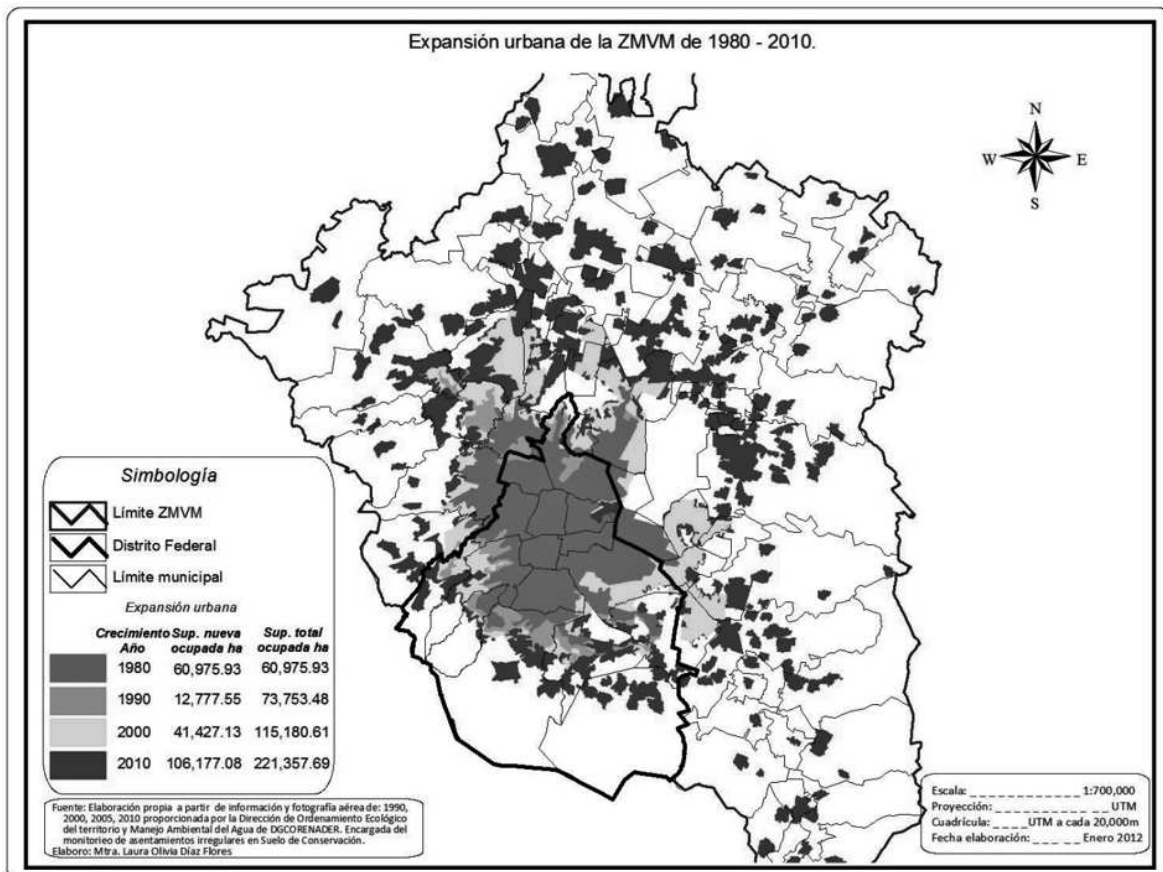 Expansión urbana de la ZMVM de 1980 - 2010.
N
W E
S
Simbología
Límite ZMVM
Distrito Federal
Límite municipal
Expansión urbana
Crecimiento Sup. nueva Sup. total
Año ocupada ha ocupada ha
1980 60,975.93 60,975.93
1990 12,777.55 73,753.48
2000 41,427.13 115,180.61
2010 106,177.08 221,357.69
Fuente: Elaboración propia a partir de información y fotografía aérea de: 1990,
2000, 2005, 2010 proporcionada por la Dirección de Ordenamiento Ecológico
del territorio y Manejo Ambiental del Agua de DGCORENADER. Encargada del
monitorieo de asentamientos irregulares en Suelo de Conservación.
Elaboro: Mtra. Laura Olivia Díaz Flores
Escala: _ _ _ _ _ _ _ _ _ _ _ 1:700,000
Proyección: _ _ _ _ _ _ _ _ _ _ _ _ UTM
Cuadrícula: _ _ _ _ UTM a cada 20,000m
Fecha elaboración: _ _ _ _ _ Enero 2012